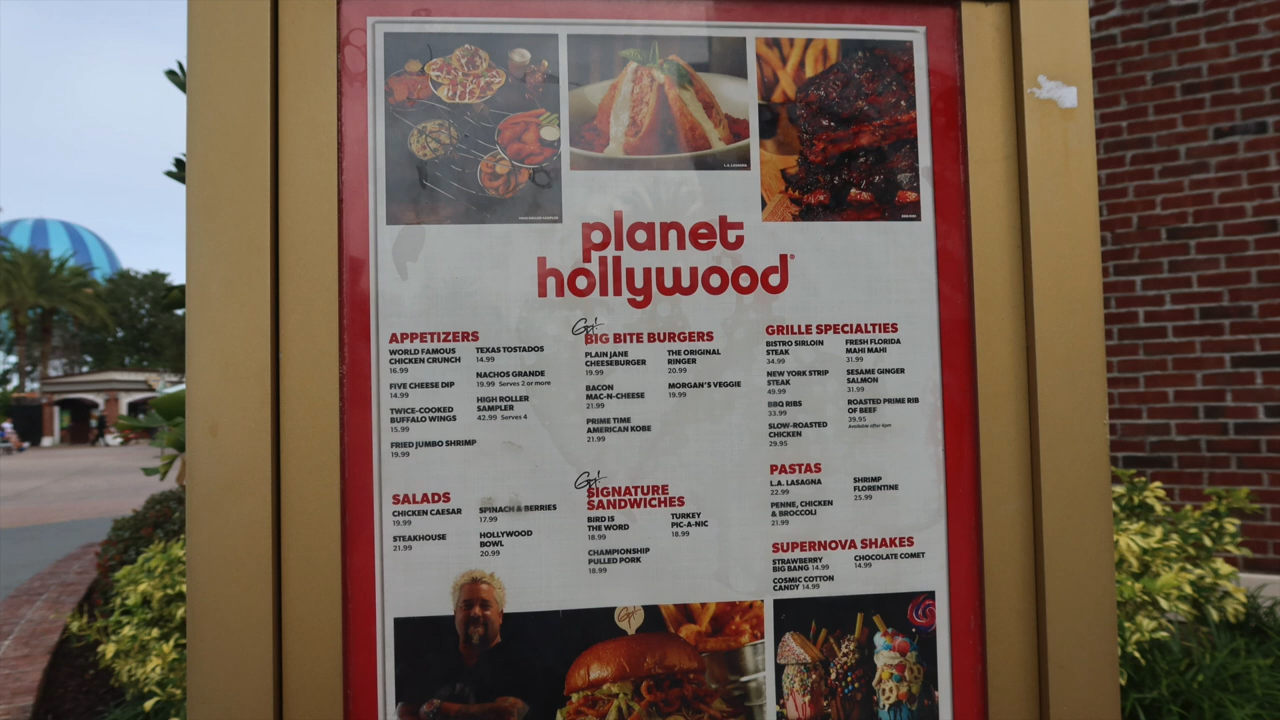 L.A. LASAGNA
planet
hollywood®
APPETIZERS
WORLD FAMOUS
CHICKEN CRUNCH
16.99
FIVE CHEESE DIP
14.99
TWICE-COOKED
BUFFALO WINGS
15.99
FRIED JUMBO SHRIMP
19.99
TEXAS TOSTADOS
14.99
NACHOS GRANDE
19.99 Serves 2 or more
HIGH ROLLER
SAMPLER
42.99 Serves 4
BIG BITE BURGERS
PLAIN JANE
CHEESEBURGER
19.99
BACON
MAC-N-CHEESE
21.99
PRIME TIME
AMERICAN KOBE
21.99
THE ORIGINAL
RINGER
20.99
MORGAN'S VEGGIE
19.99
GRILLE SPECIALTIES
BISTRO SIRLOIN
STEAK
34.99
NEW YORK STRIP
STEAK
49.99
BBQ RIBS
33.99
SLOW-ROASTED
CHICKEN
29.95
FRESH FLORIDA
MAHI MAHI
31.99
SESAME GINGER
SALMON
31.99
ROASTED PRIME RIB
OF BEEF
39.95
Available after 4pm
SALADS
CHICKEN CAESAR
19.99
STEAKHOUSE
21.99
SPINACH & BERRIES
17.99
HOLLYWOOD
BOWL
20.99
SIGNATURE
SANDWICHES
BIRD IS
THE WORD
18.99
CHAMPIONSHIP
PULLED PORK
18.99
TURKEY
PIC-A-NIC
18.99
PASTAS
L.A. LASAGNA
22.99
PENNE, CHICKEN
& BROCCOLI
21.99
SHRIMP
FLORENTINE
25.99
SUPERNOVA SHAKES
STRAWBERRY
BIG BANG 14.99
COSMIC COTTON
CANDY 14.99
CHOCOLATE COMET
14.99